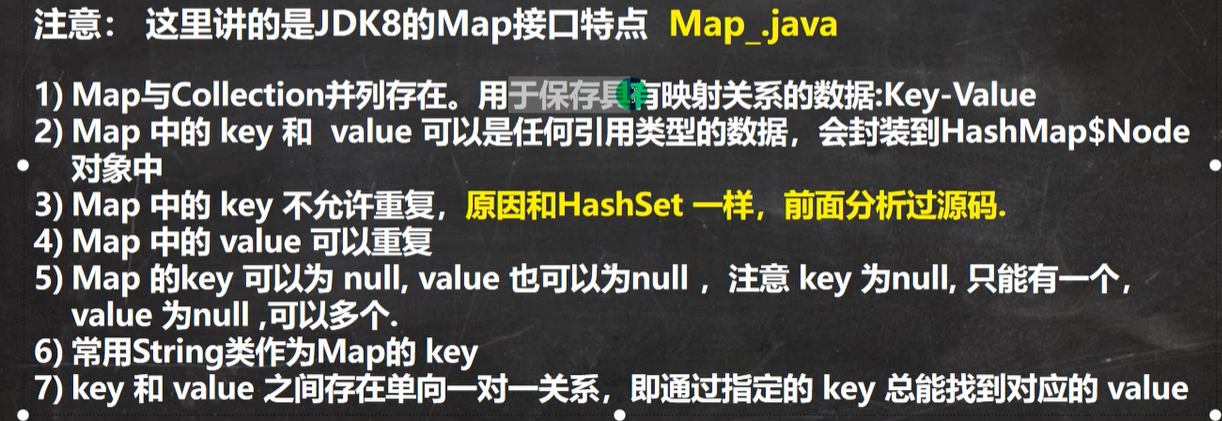 注意： 这里讲的是JDK8的Map接口特点 Map_.java
1) Map与Collection并列存在。用于保存具有映射关系的数据:Key-Value
2) Map 中的 key 和 value 可以是任何引用类型的数据，会封装到HashMap$Node
对象中
3) Map 中的 key 不允许重复，原因和HashSet 一样，前面分析过源码.
4) Map 中的 value 可以重复
5) Map 的key 可以为 null, value 也可以为null ，注意 key 为null, 只能有一个，
value 为null ,可以多个.
6) 常用String类作为Map的 key
7) key 和 value 之间存在单向一对一关系，即通过指定的 key 总能找到对应的 value